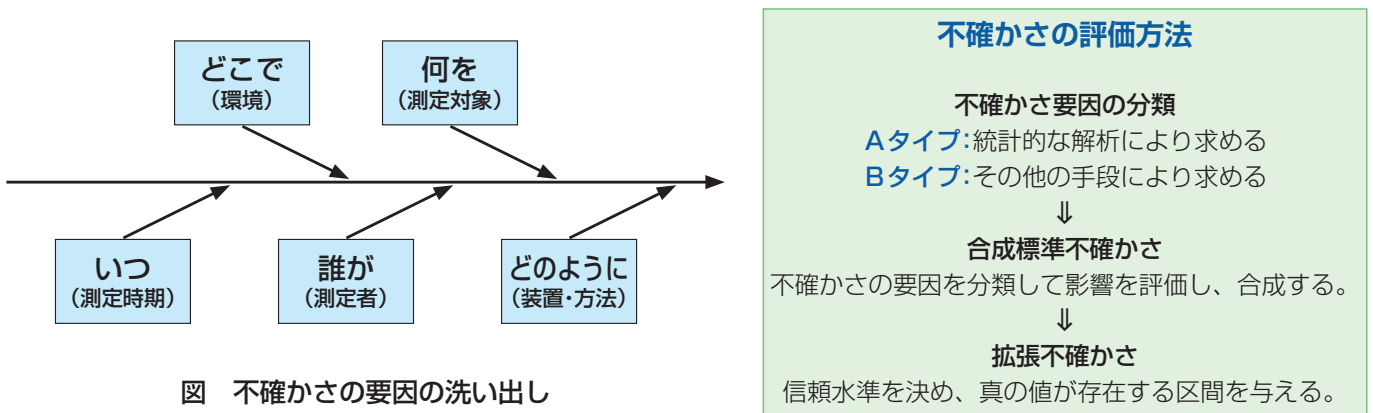 どこで
（環境）
何を
（測定対象）
いつ
（測定時期）
誰が
（測定者）
どのように
（装置・方法）
図　不確かさの要因の洗い出し
不確かさの評価方法
不確かさ要因の分類
Aタイプ：統計的な解析により求める
Bタイプ：その他の手段により求める
⇓
合成標準不確かさ
不確かさの要因を分類して影響を評価し、合成する。
⇓
拡張不確かさ
信頼水準を決め、真の値が存在する区間を与える。